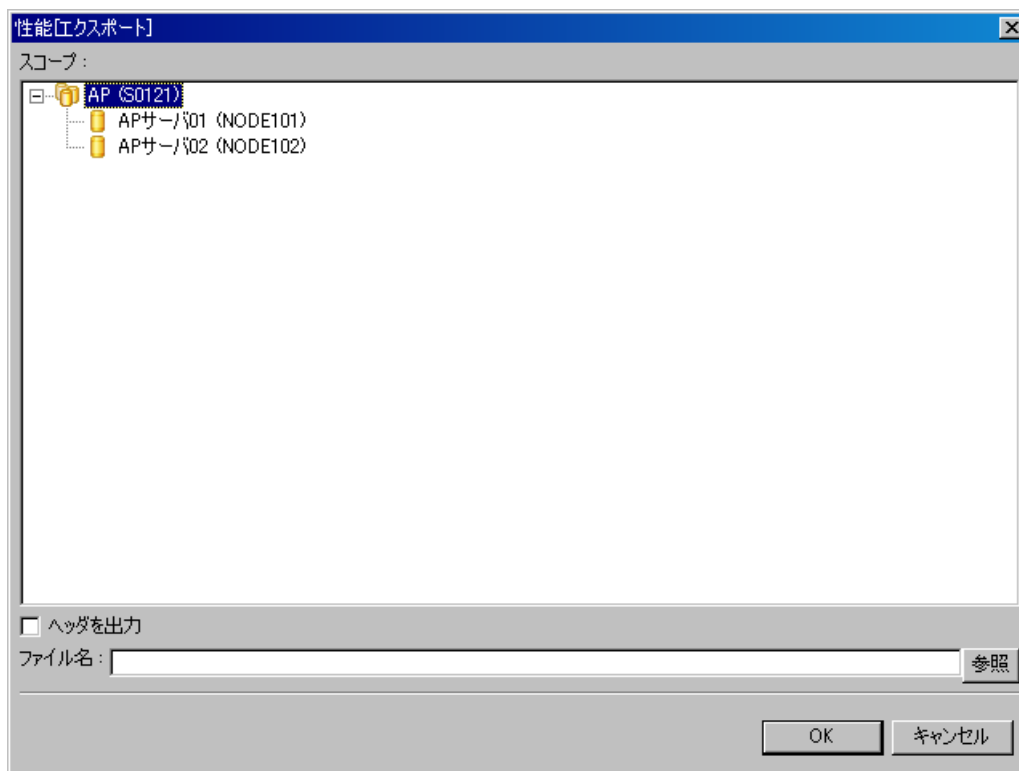 性能[エクスポート]
スコープ：
AP (S0121)
APサーバ01 (NODE101)
APサーバ02 (NODE102)
ヘッダを出力
ファイル名： 参照
OK キャンセル